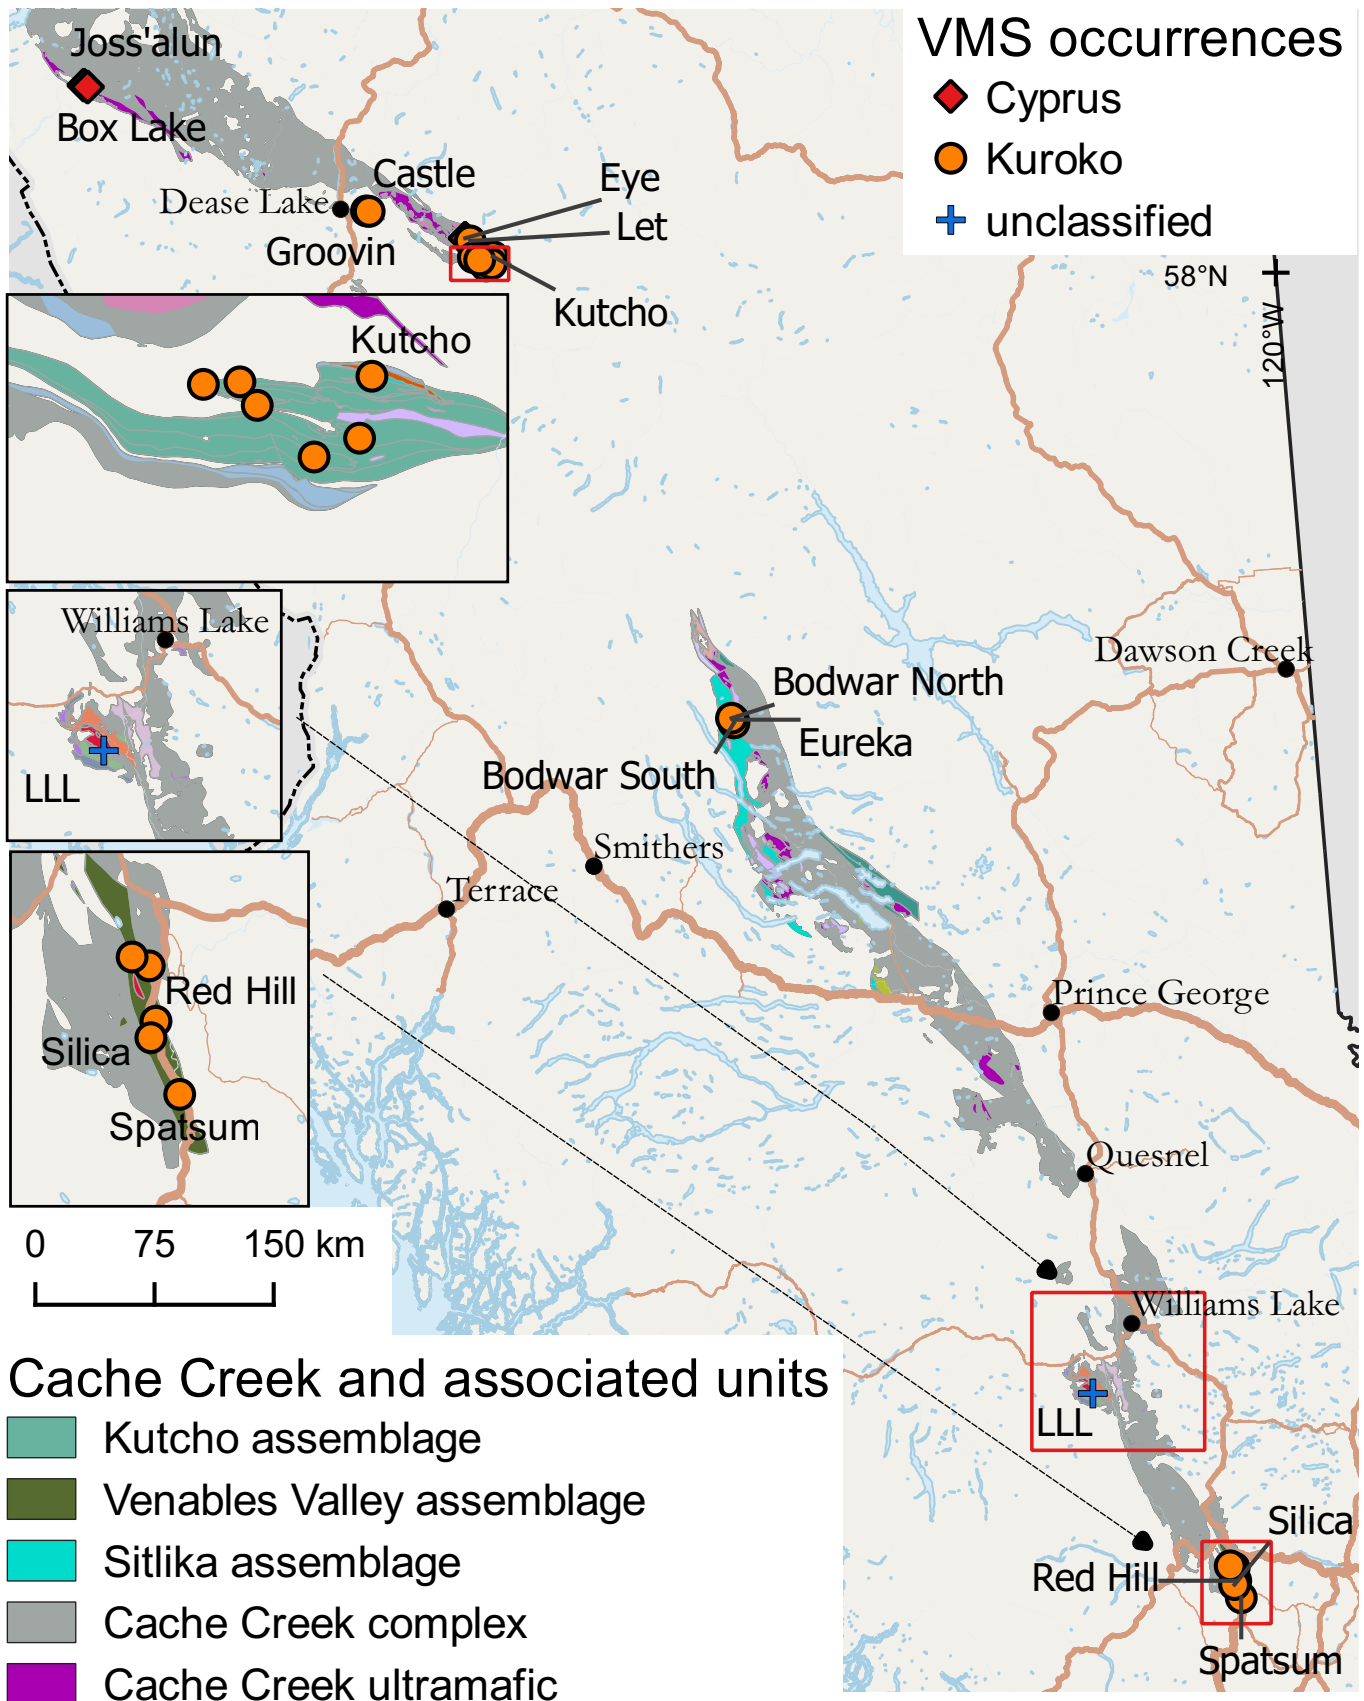 VMS occurrences
Cyprus
Kuroko
unclassified
Joss'alun
Box Lake
Castle
Dease Lake
Groovin
Eye
Let
Kutcho
58°N
120°W
Kutcho
Williams Lake
LLL
Dawson Creek
Bodwar North
Eureka
Bodwar South
Smithers
Terrace
Red Hill
Silica
Spatsum
Prince George
Quesnel
0 75 150 km
Williams Lake
LLL
Silica
Red Hill
Spatsum
Cache Creek and associated units
Kutcho assemblage
Venables Valley assemblage
Sitlika assemblage
Cache Creek complex
Cache Creek ultramafic